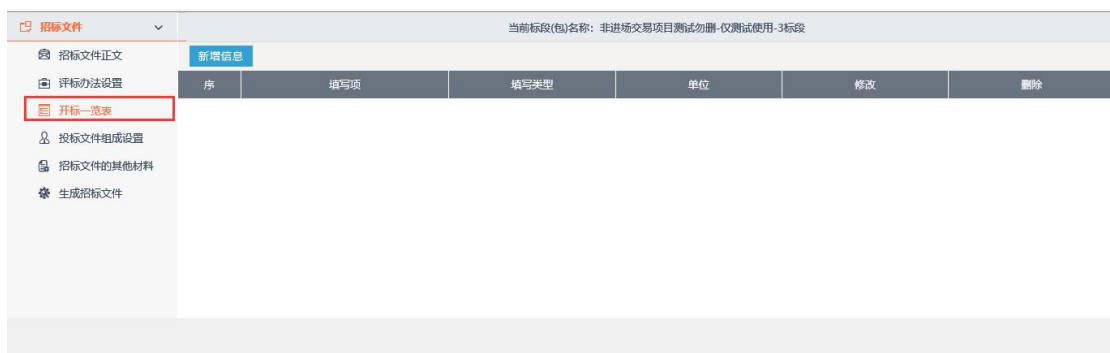 招标文件
当前标段(包)名称：非进场交易项目测试勿删-仅测试使用-3标段
招标文件正文
新增信息
评标办法设置
序 填写项 填写类型 单位 修改 删除
开标一览表
投标文件组成设置
招标文件的其他材料
生成招标文件